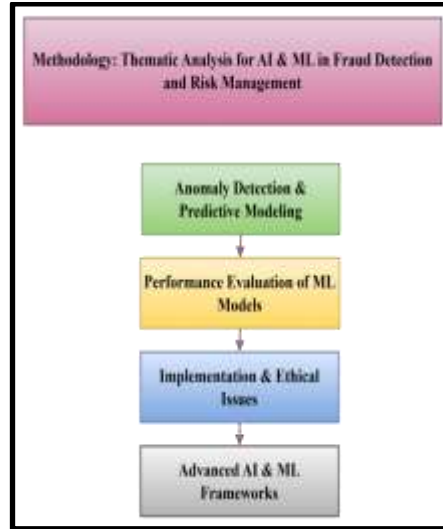 Methodology: Thematic Analysis for AI & ML in Fraud Detection
and Risk Management
Anomaly Detection &
Predictive Modeling
Performance Evaluation of ML
Models
Implementation & Ethical
Issues
Advanced AI & ML
Frameworks